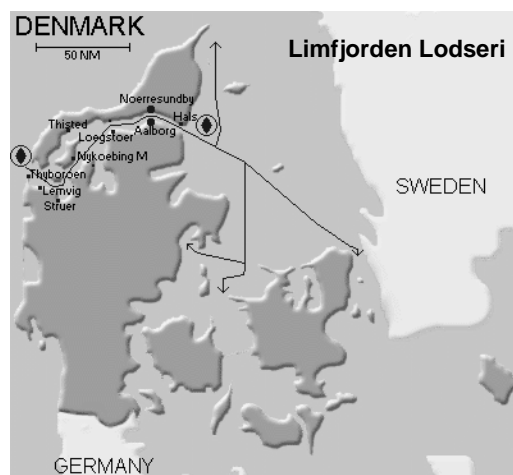 DENMARK
50 NM
Limfjorden Lodseri
Noerresundby
Hals
Thisted
Aalborg
Loegstoer
Nykoebing M
Thyboroen
Lemvig
Struer
SWEDEN
GERMANY